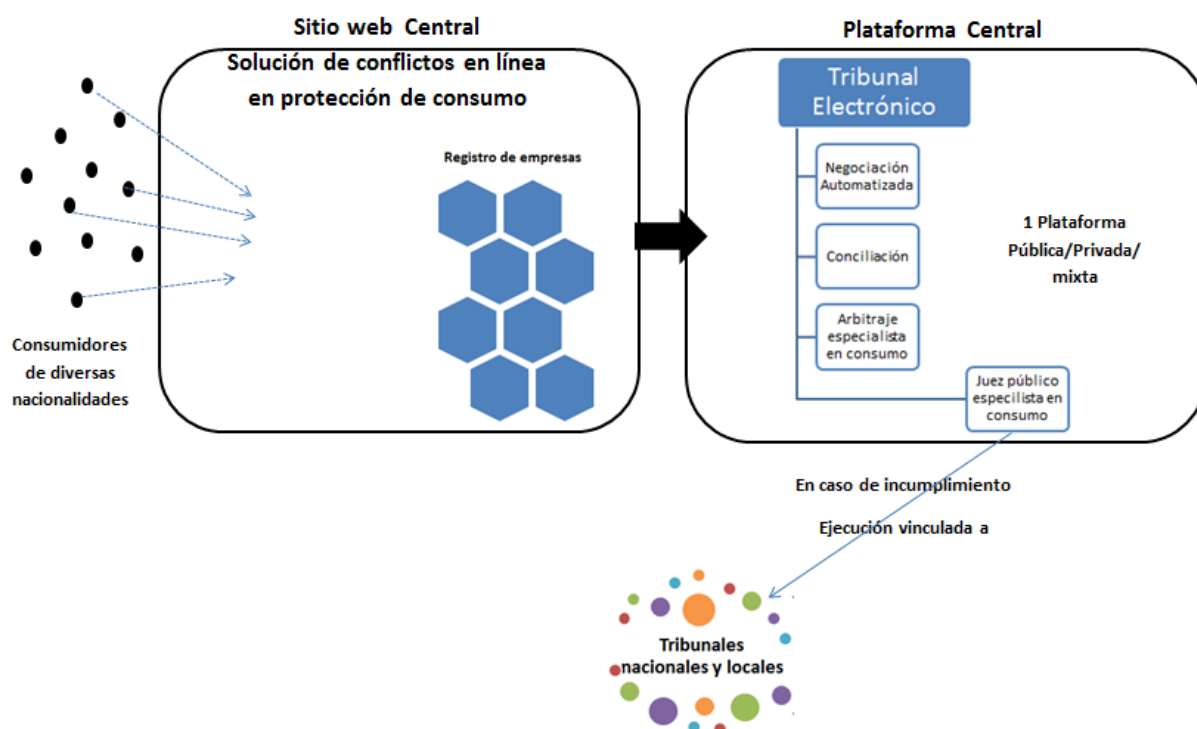 Sitio web Central
Solución de conflictos en línea
en protección de consumo
Registro de empresas
Consumidores
de diversas
nacionalidades
Plataforma Central
Tribunal
Electrónico
Negociación
Automatizada
Conciliación
Arbitraje
especialista
en consumo
Juez público
especilista en
consumo
1 Plataforma
Pública/Privada/
mixta
En caso de incumplimiento
Ejecución vinculada a
Tribunales
nacionales y locales